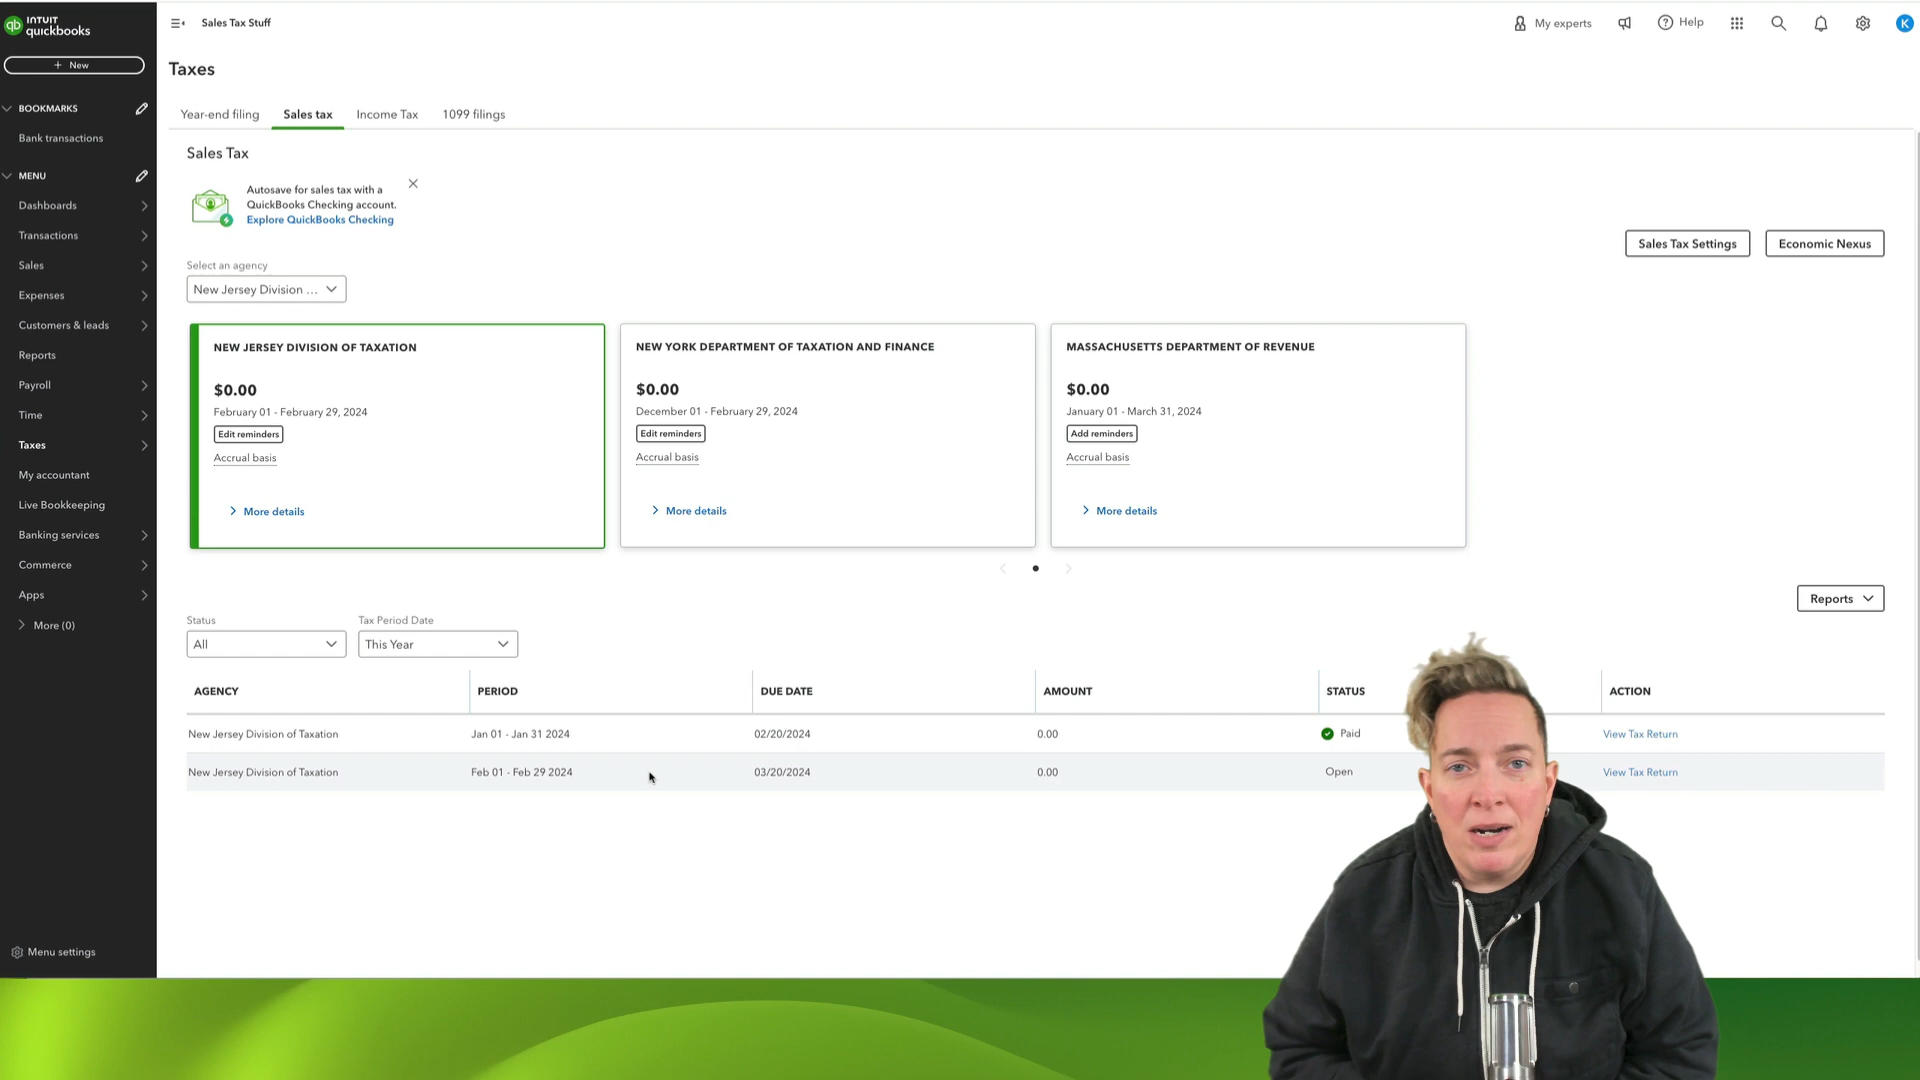 INTUIT
quickbooks
Sales Tax Stuff
My experts
Help
K
+ New
Taxes
BOOKMARKS
Bank transactions
MENU
Dashboards
Transactions
Sales
Expenses
Customers & leads
Reports
Payroll
Time
Taxes
My accountant
Live Bookkeeping
Banking services
Commerce
Apps
More (0)
Menu settings
Year-end filing
Sales tax
Income Tax
1099 filings
Sales Tax
Autosave for sales tax with a
QuickBooks Checking account.
Explore QuickBooks Checking
Sales Tax Settings
Economic Nexus
Select an agency
New Jersey Division ...
NEW JERSEY DIVISION OF TAXATION
$0.00
February 01 - February 29, 2024
Edit reminders
Accrual basis
More details
NEW YORK DEPARTMENT OF TAXATION AND FINANCE
$0.00
December 01 - February 29, 2024
Edit reminders
Accrual basis
More details
MASSACHUSETTS DEPARTMENT OF REVENUE
$0.00
January 01 - March 31, 2024
Add reminders
Accrual basis
More details
Reports
Status
All
Tax Period Date
This Year
AGENCY PERIOD DUE DATE AMOUNT STATUS ACTION
New Jersey Division of Taxation Jan 01 - Jan 31 2024 02/20/2024 0.00 Paid View Tax Return
New Jersey Division of Taxation Feb 01 - Feb 29 2024 03/20/2024 0.00 Open View Tax Return